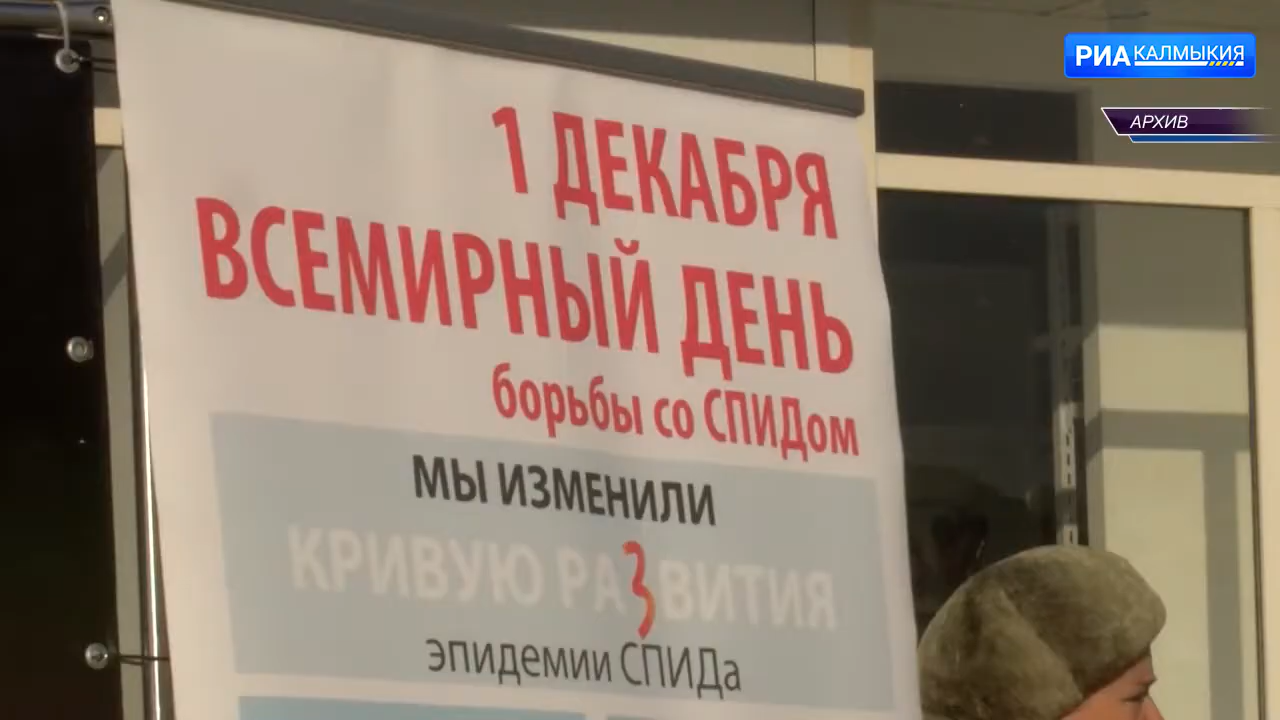 РИА КАЛМЫКИЯ
АРХИВ
1 ДЕКАБРЯ
ВСЕМИРНЫЙ ДЕНЬ
борьбы со СПИДом
МЫ ИЗМЕНИЛИ
КРИВУЮ РАЗВИТИЯ
эпидемии СПИДа